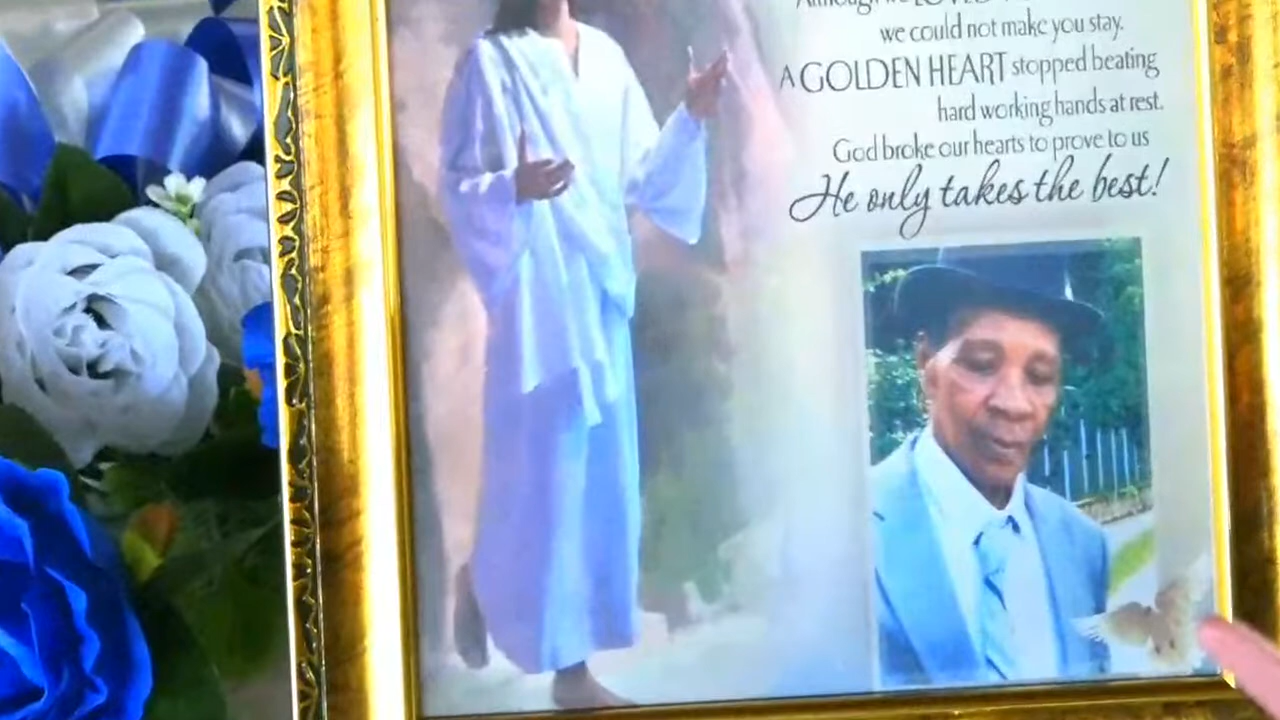 we could not make you stay.
A GOLDEN HEART stopped beating
hard working hands at rest.
God broke our hearts to prove to us
He only takes the best!